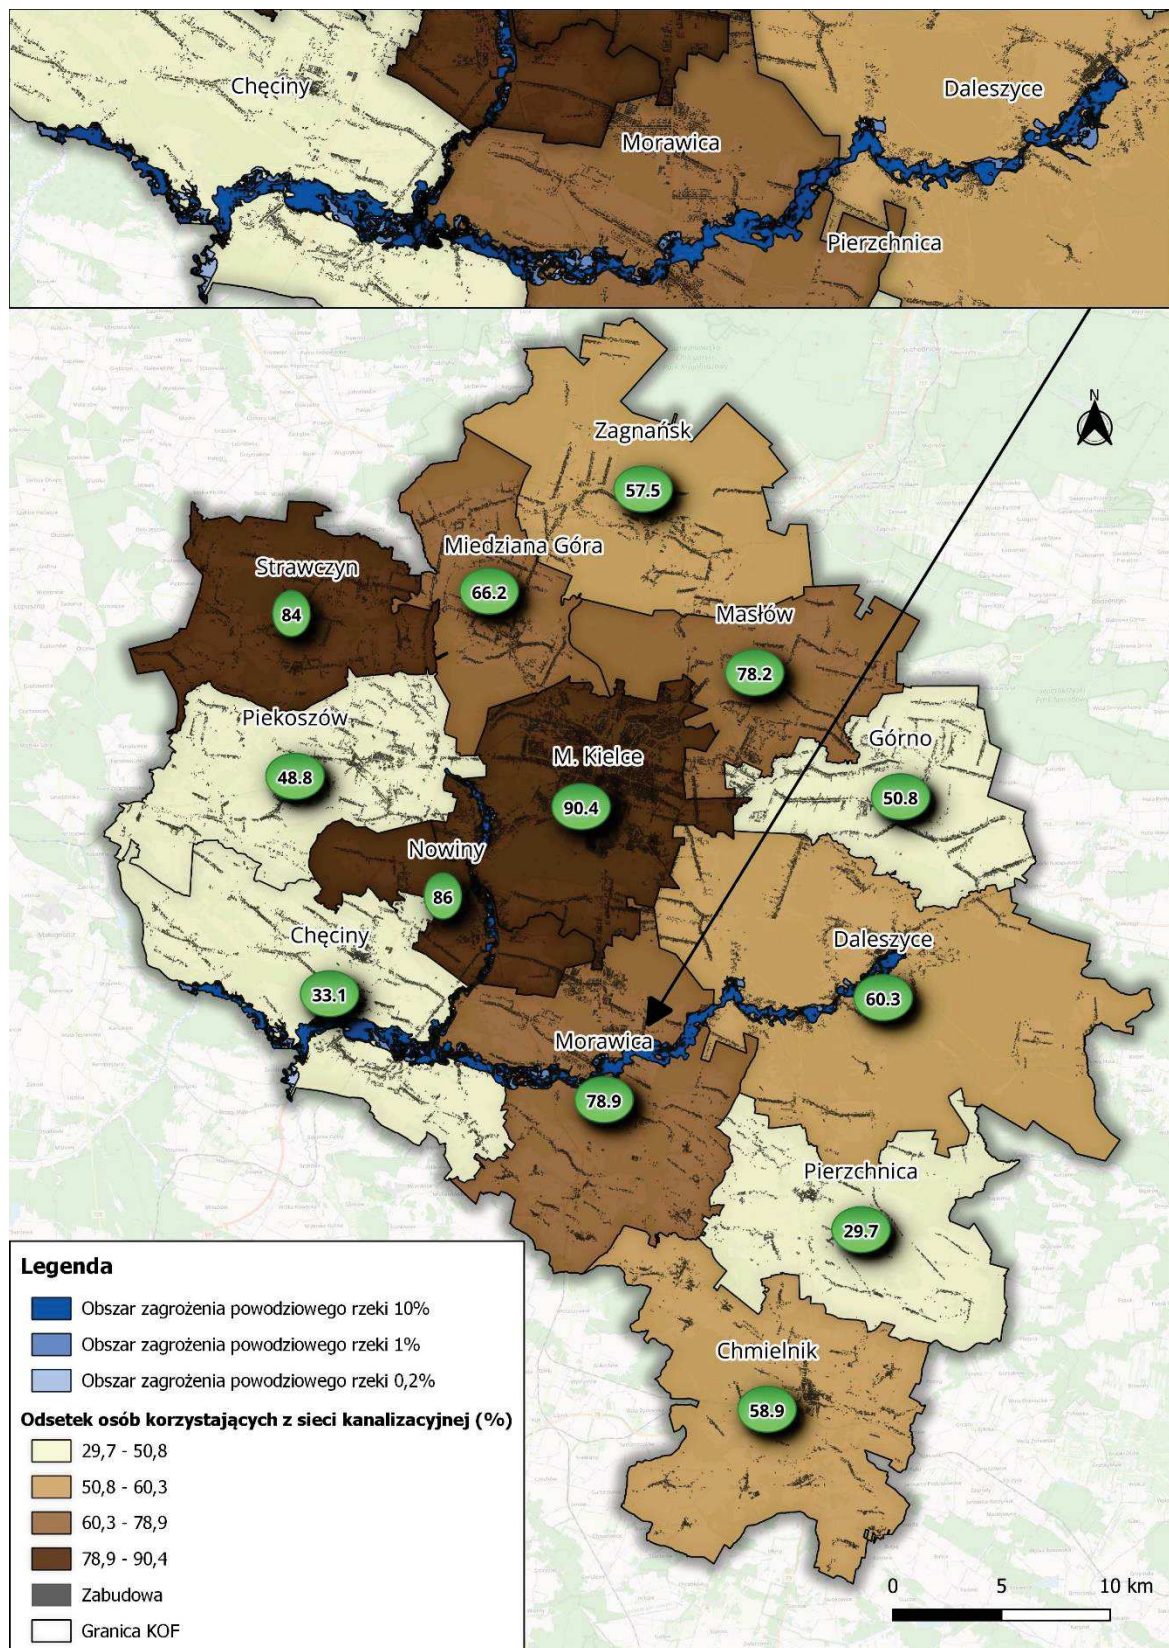 Chęciny
Daleszyce
Morawica
Pierzchnica
N
Zagnańsk
57.5
Miedziana Góra
66.2
Strawczyn
84
Masłów
78.2
Piekoszów
48.8
M. Kielce
90.4
Górno
50.8
Nowiny
86
Chęciny
33.1
Daleszyce
60.3
Morawica
78.9
Pierzchnica
29.7
Chmielnik
58.9
Legenda
Obszar zagrożenia powodziowego rzeki 10%
Obszar zagrożenia powodziowego rzeki 1%
Obszar zagrożenia powodziowego rzeki 0,2%
Odsetek osób korzystających z sieci kanalizacyjnej (%)
29,7 - 50,8
50,8 - 60,3
60,3 - 78,9
78,9 - 90,4
Zabudowa
Granica KOF
0 5 10 km